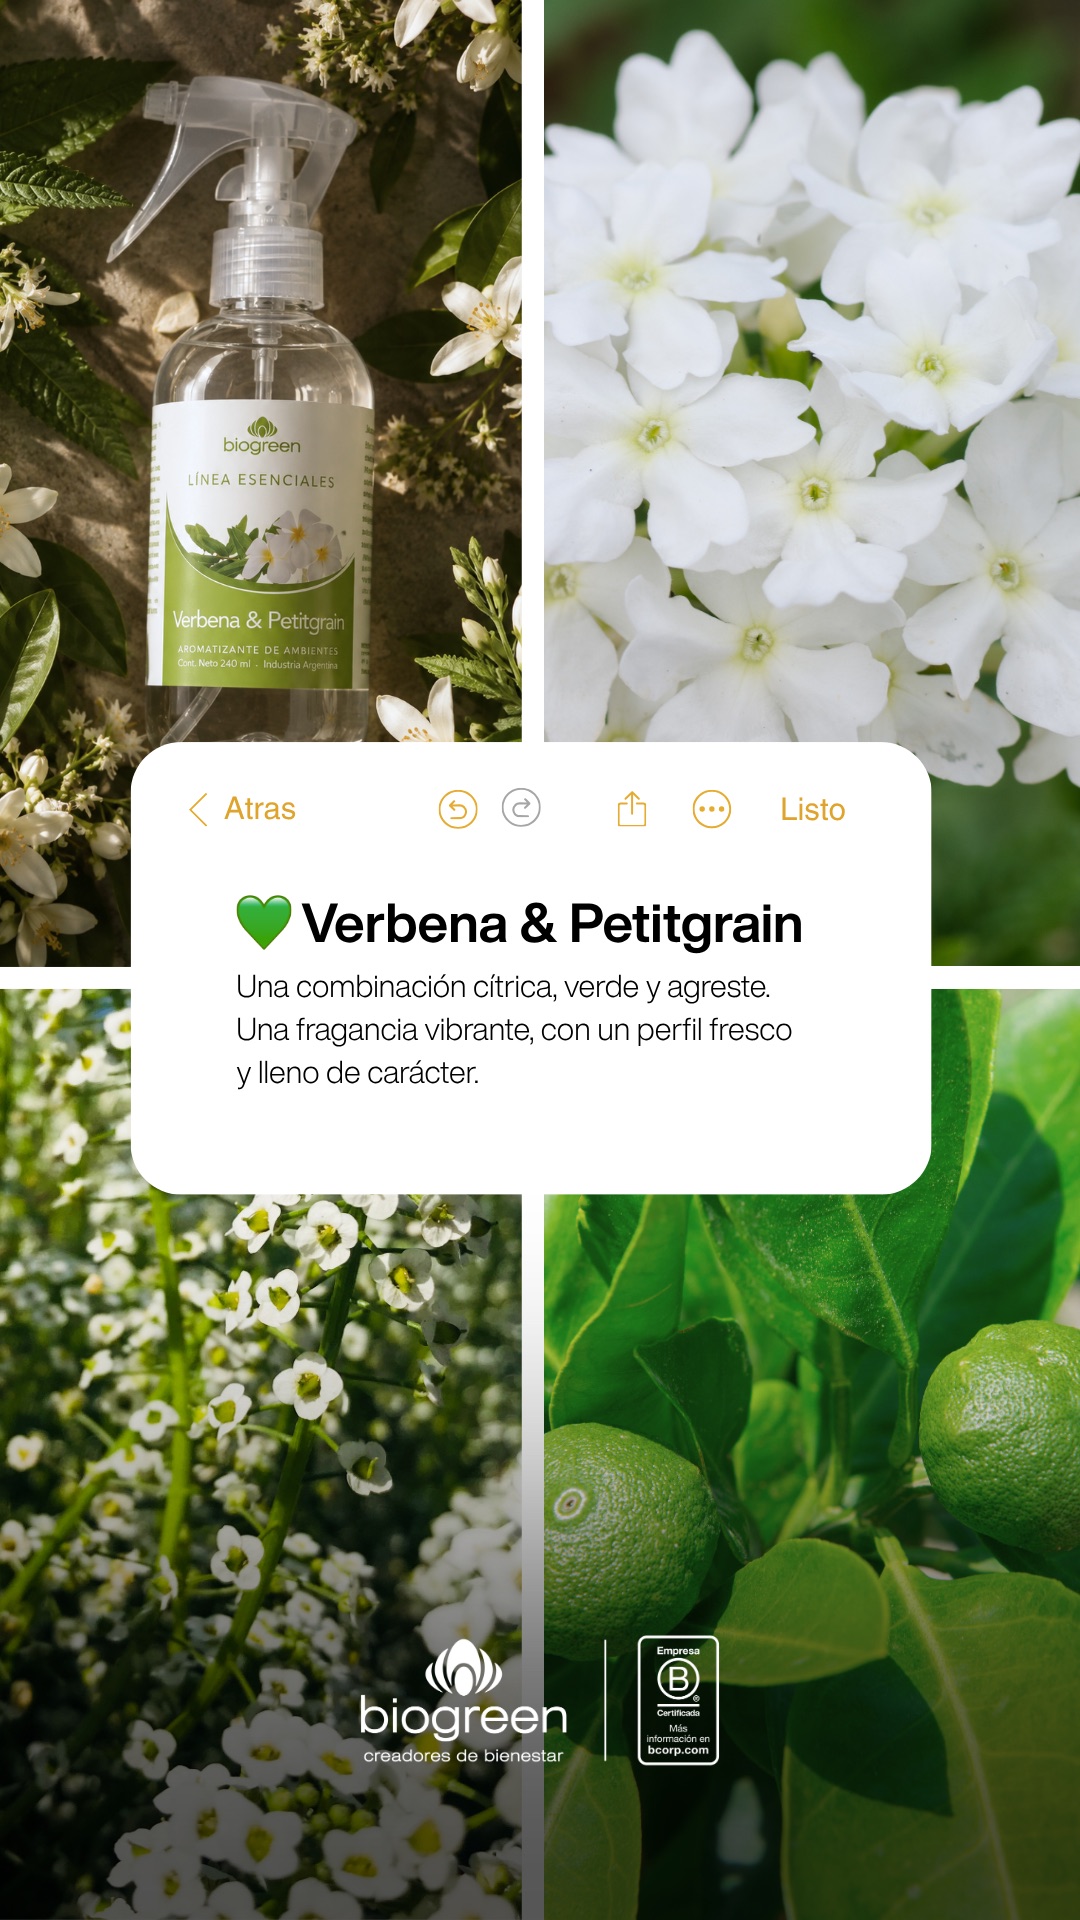 biogreen
LÍNEA ESENCIALES
Verbena & Petitgrain
AROMATIZANTE DE AMBIENTES
Cont. Neto 240 ml - Industria Argentina
Atras
Listo
💚 Verbena & Petitgrain
Una combinación cítrica, verde y agreste.
Una fragancia vibrante, con un perfil fresco
y lleno de carácter.
biogreen
creadores de bienestar
Empresa
B
®
Certificada
Más
información en
bcorp.com